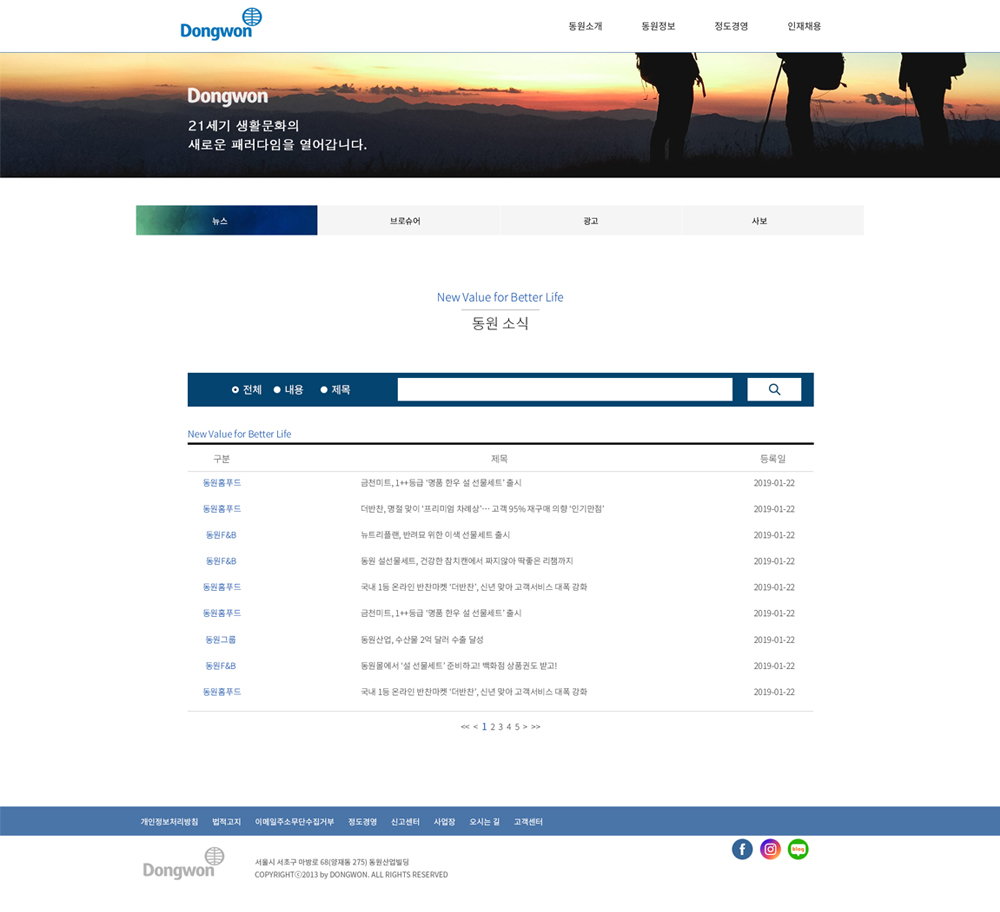 Dongwon
동원소개 동원정보 정도경영 인재채용
Dongwon
21세기 생활문화의
새로운 패러다임을 열어갑니다.
뉴스 브로슈어 광고 사보
New Value for Better Life
동원 소식
전체 내용 제목
New Value for Better Life
구분 제목 등록일
동원홈푸드 금천미트, 1++등급 '명품 한우 설 선물세트' 출시 2019-01-22
동원홈푸드 더반찬, 명절 맞이 '프리미엄 차례상'… 고객 95% 재구매 의향 '인기만점' 2019-01-22
동원F&B 뉴트리플랜, 반려묘 위한 이색 선물세트 출시 2019-01-22
동원F&B 동원 설선물세트, 건강한 참치캔에서 짜지않아 딱좋은 리챔까지 2019-01-22
동원홈푸드 국내 1등 온라인 반찬마켓 '더반찬', 신년 맞아 고객서비스 대폭 강화 2019-01-22
동원홈푸드 금천미트, 1++등급 '명품 한우 설 선물세트' 출시 2019-01-22
동원그룹 동원산업, 수산물 2억 달러 수출 달성 2019-01-22
동원F&B 동원몰에서 '설 선물세트' 준비하고! 백화점 상품권도 받고! 2019-01-22
동원홈푸드 국내 1등 온라인 반찬마켓 '더반찬', 신년 맞아 고객서비스 대폭 강화 2019-01-22
<< < 1 2 3 4 5 > >>
개인정보처리방침 법적고지 이메일주소무단수집거부 정도경영 신고센터 사업장 오시는 길 고객센터
Dongwon
서울시 서초구 마방로 68(양재동 275) 동원산업빌딩
COPYRIGHTⓒ2013 by DONGWON. ALL RIGHTS RESERVED
blog